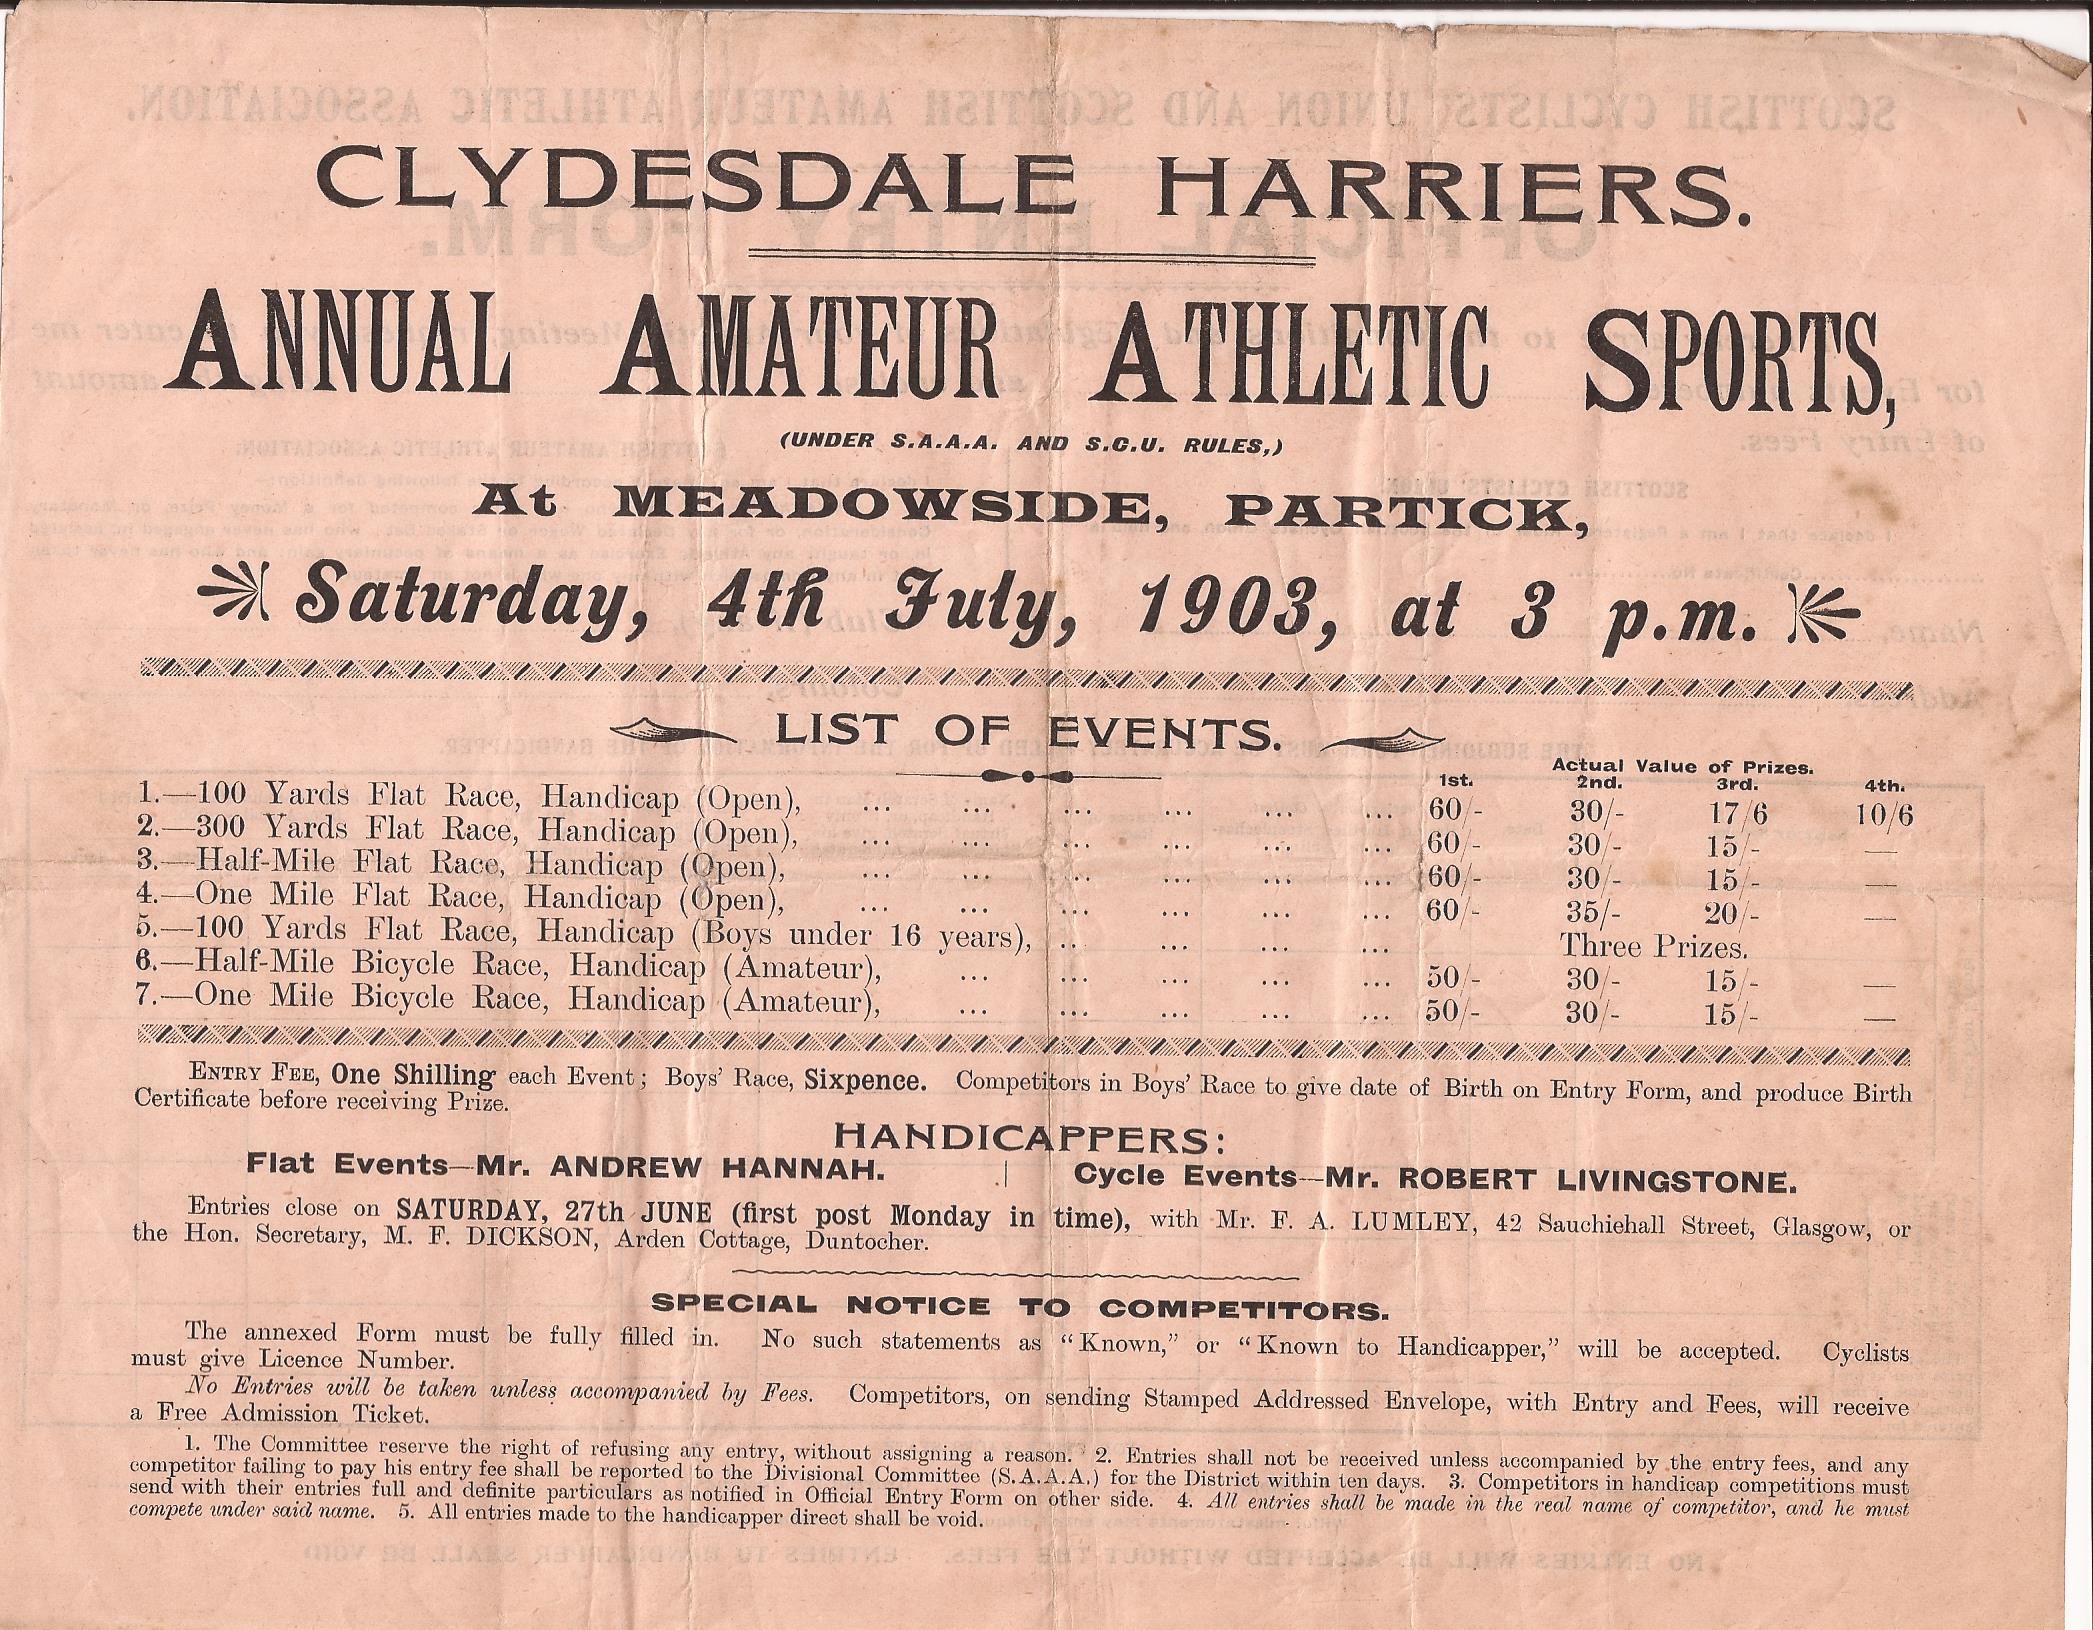 CLYDESDALE HARRIERS.
ANNUAL AMATEUR ATHLETIC SPORTS,
(UNDER S.A.A.A. AND S.C.U. RULES,)
At MEADOWSIDE, PARTICK,
Saturday, 4th July, 1903, at 3 p.m.
LIST OF EVENTS.
Actual Value of Prizes.
1st. 2nd. 3rd. 4th.
1.—100 Yards Flat Race, Handicap (Open), ... ... ... ... ... ... 60/- 30/- 17/6 10/6
2.—300 Yards Flat Race, Handicap (Open), ... ... ... ... ... ... 60/- 30/- 15/- —
3.—Half-Mile Flat Race, Handicap (Open), ... ... ... ... ... ... 60/- 30/- 15/- —
4.—One Mile Flat Race, Handicap (Open), ... ... ... ... ... ... 60/- 35/- 20/- —
5.—100 Yards Flat Race, Handicap (Boys under 16 years), .. ... ... ... Three Prizes.
6.—Half-Mile Bicycle Race, Handicap (Amateur), ... ... ... ... ... 50/- 30/- 15/- —
7.—One Mile Bicycle Race, Handicap (Amateur), ... ... ... ... ... 50/- 30/- 15/- —
ENTRY FEE, One Shilling each Event; Boys' Race, Sixpence. Competitors in Boys' Race to give date of Birth on Entry Form, and produce Birth
Certificate before receiving Prize.
HANDICAPPERS:
Flat Events—Mr. ANDREW HANNAH. | Cycle Events—Mr. ROBERT LIVINGSTONE.
Entries close on SATURDAY, 27th JUNE (first post Monday in time), with Mr. F. A. LUMLEY, 42 Sauchiehall Street, Glasgow, or
the Hon. Secretary, M. F. DICKSON, Arden Cottage, Duntocher.
SPECIAL NOTICE TO COMPETITORS.
The annexed Form must be fully filled in. No such statements as "Known," or "Known to Handicapper," will be accepted. Cyclists
must give Licence Number.
No Entries will be taken unless accompanied by Fees. Competitors, on sending Stamped Addressed Envelope, with Entry and Fees, will receive
a Free Admission Ticket.
1. The Committee reserve the right of refusing any entry, without assigning a reason. 2. Entries shall not be received unless accompanied by the entry fees, and any
competitor failing to pay his entry fee shall be reported to the Divisional Committee (S.A.A.A.) for the District within ten days. 3. Competitors in handicap competitions must
send with their entries full and definite particulars as notified in Official Entry Form on other side. 4. All entries shall be made in the real name of competitor, and he must
compete under said name. 5. All entries made to the handicapper direct shall be void.